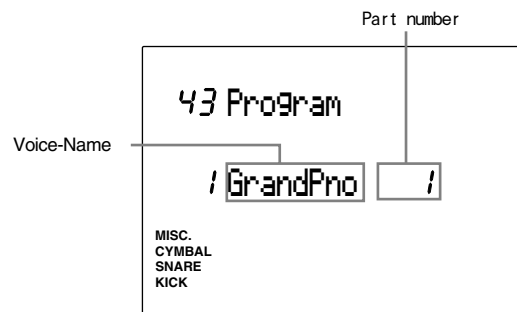 Part number
43 Program
Voice-Name
1 GrandPno 1
MISC.
CYMBAL
SNARE
KICK